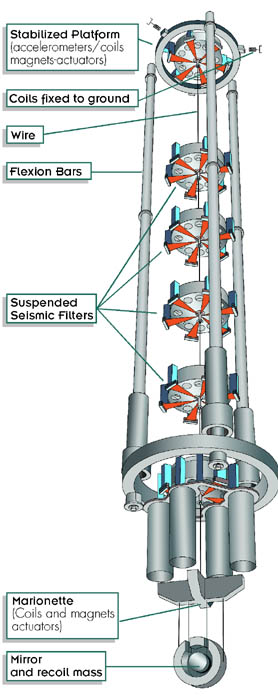 Stabilized Platform
(accelerometers/coils
magnets-actuators)
Coils fixed to ground
Wire
Flexion Bars
Suspended
Seismic Filters
Marionette
(Coils and magnets
actuators)
Mirror
and recoil mass